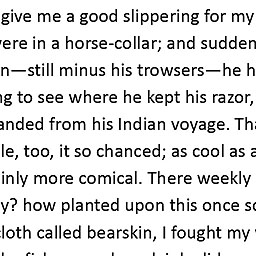 give me a good slippering for my
were in a horse-collar; and sudden
n—still minus his trowsers—he h
ng to see where he kept his razor,
anded from his Indian voyage. Tha
le, too, it so chanced; as cool as a
inly more comical. There weekly
y? how planted upon this once so
cloth called bearskin, I fought my